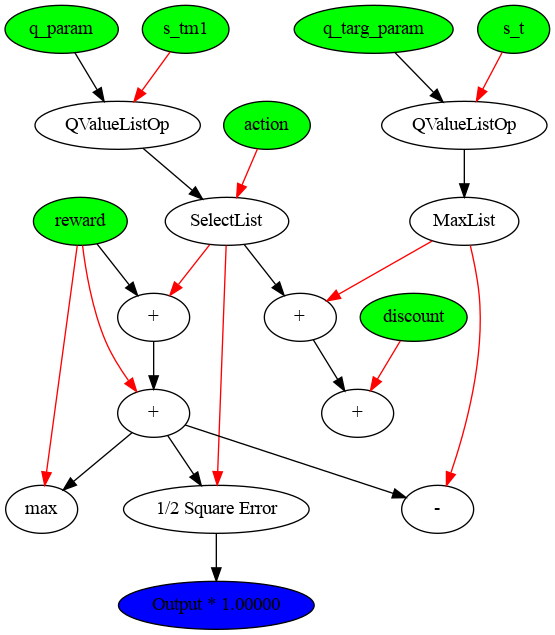 q_param
s_tm1
q_targ_param
s_t
QValueListOp
action
QValueListOp
reward
SelectList
MaxList
+
+
discount
+
+
max
1/2 Square Error
-
Output * 1.00000